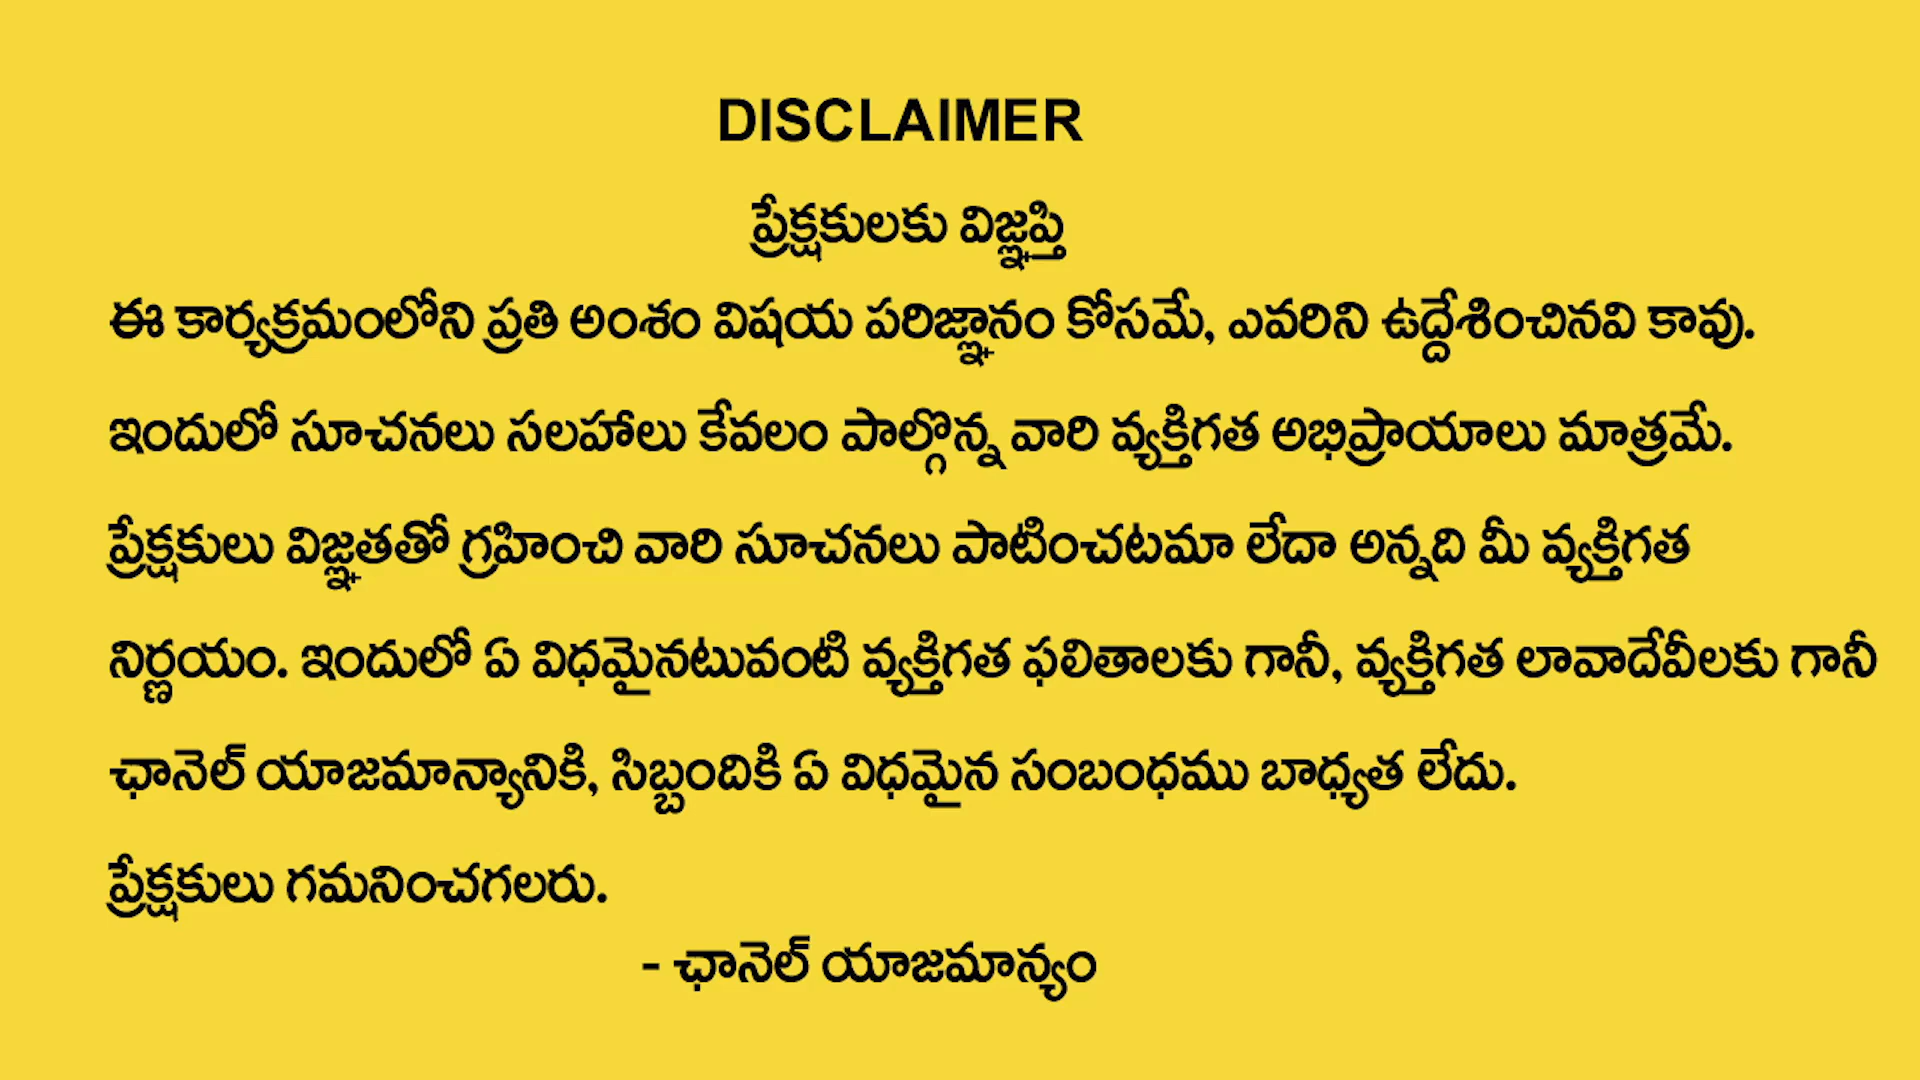 DISCLAIMER
ప్రేక్షకులకు విజ్ఞప్తి
ఈ కార్యక్రమంలోని ప్రతి అంశం విషయ పరిజ్ఞానం కోసమే, ఎవరిని ఉద్దేశించినవి కావు.
ఇందులో సూచనలు సలహాలు కేవలం పాల్గొన్న వారి వ్యక్తిగత అభిప్రాయాలు మాత్రమే.
ప్రేక్షకులు విజ్ఞతతో గ్రహించి వారి సూచనలు పాటించటమా లేదా అన్నది మీ వ్యక్తిగత
నిర్ణయం. ఇందులో ఏ విధమైనటువంటి వ్యక్తిగత ఫలితాలకు గానీ, వ్యక్తిగత లావాదేవీలకు గానీ
ఛానెల్ యాజమాన్యానికి, సిబ్బందికి ఏ విధమైన సంబంధము బాధ్యత లేదు.
ప్రేక్షకులు గమనించగలరు.
- ఛానెల్ యాజమాన్యం